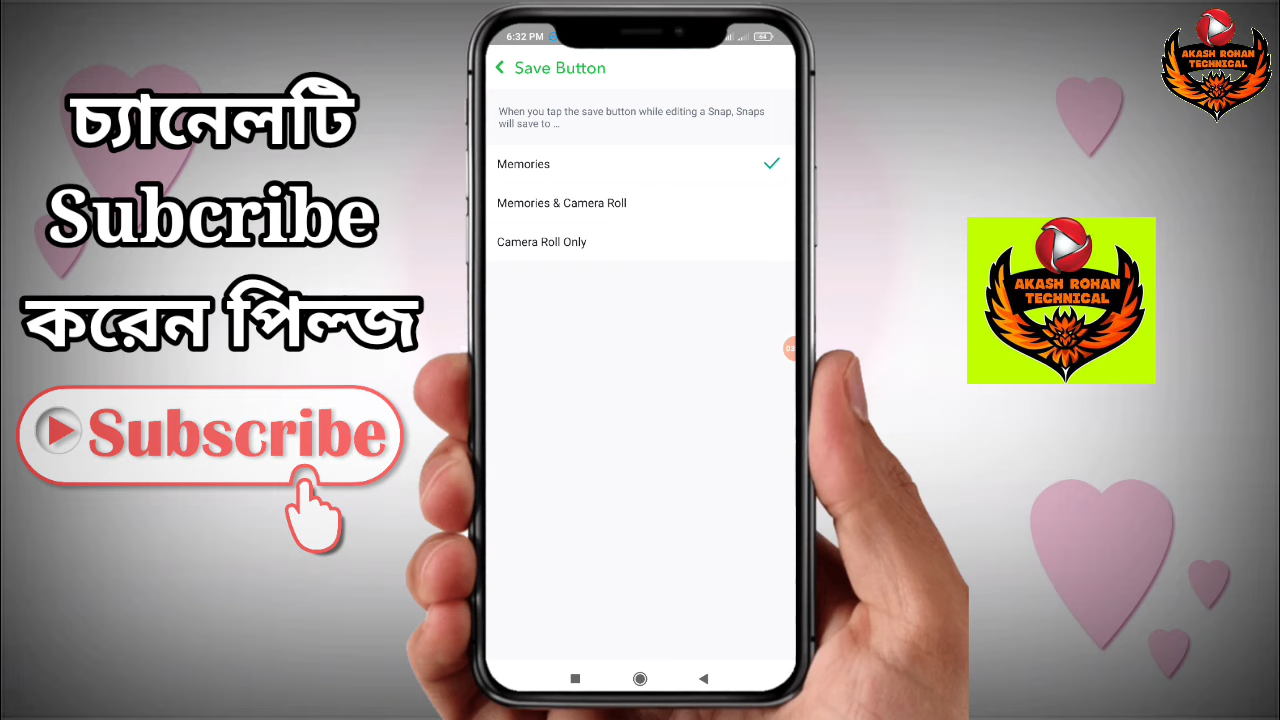 চ্যানেলটি
Subcribe
করেন পিল্জ
Subscribe
6:32 PM
64
Save Button
When you tap the save button while editing a Snap, Snaps
will save to ...
Memories
Memories & Camera Roll
Camera Roll Only
AKASH ROHAN
TECHNICAL
AKASH ROHAN
TECHNICAL